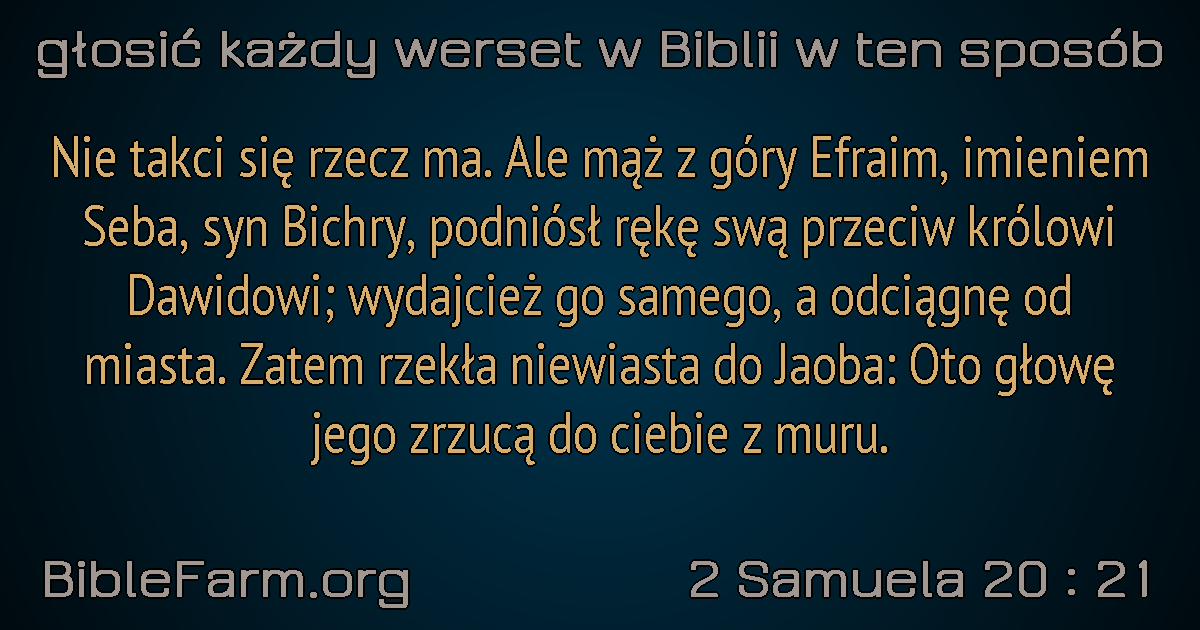 głosić każdy werset w Biblii w ten sposób
Nie takci się rzecz ma. Ale mąż z góry Efraim, imieniem
Seba, syn Bichry, podniósł rękę swą przeciw królowi
Dawidowi; wydajcież go samego, a odciągnę od
miasta. Zatem rzekła niewiasta do Jaoba: Oto głowę
jego zrzucą do ciebie z muru.
BibleFarm.org
2 Samuela 20 : 21